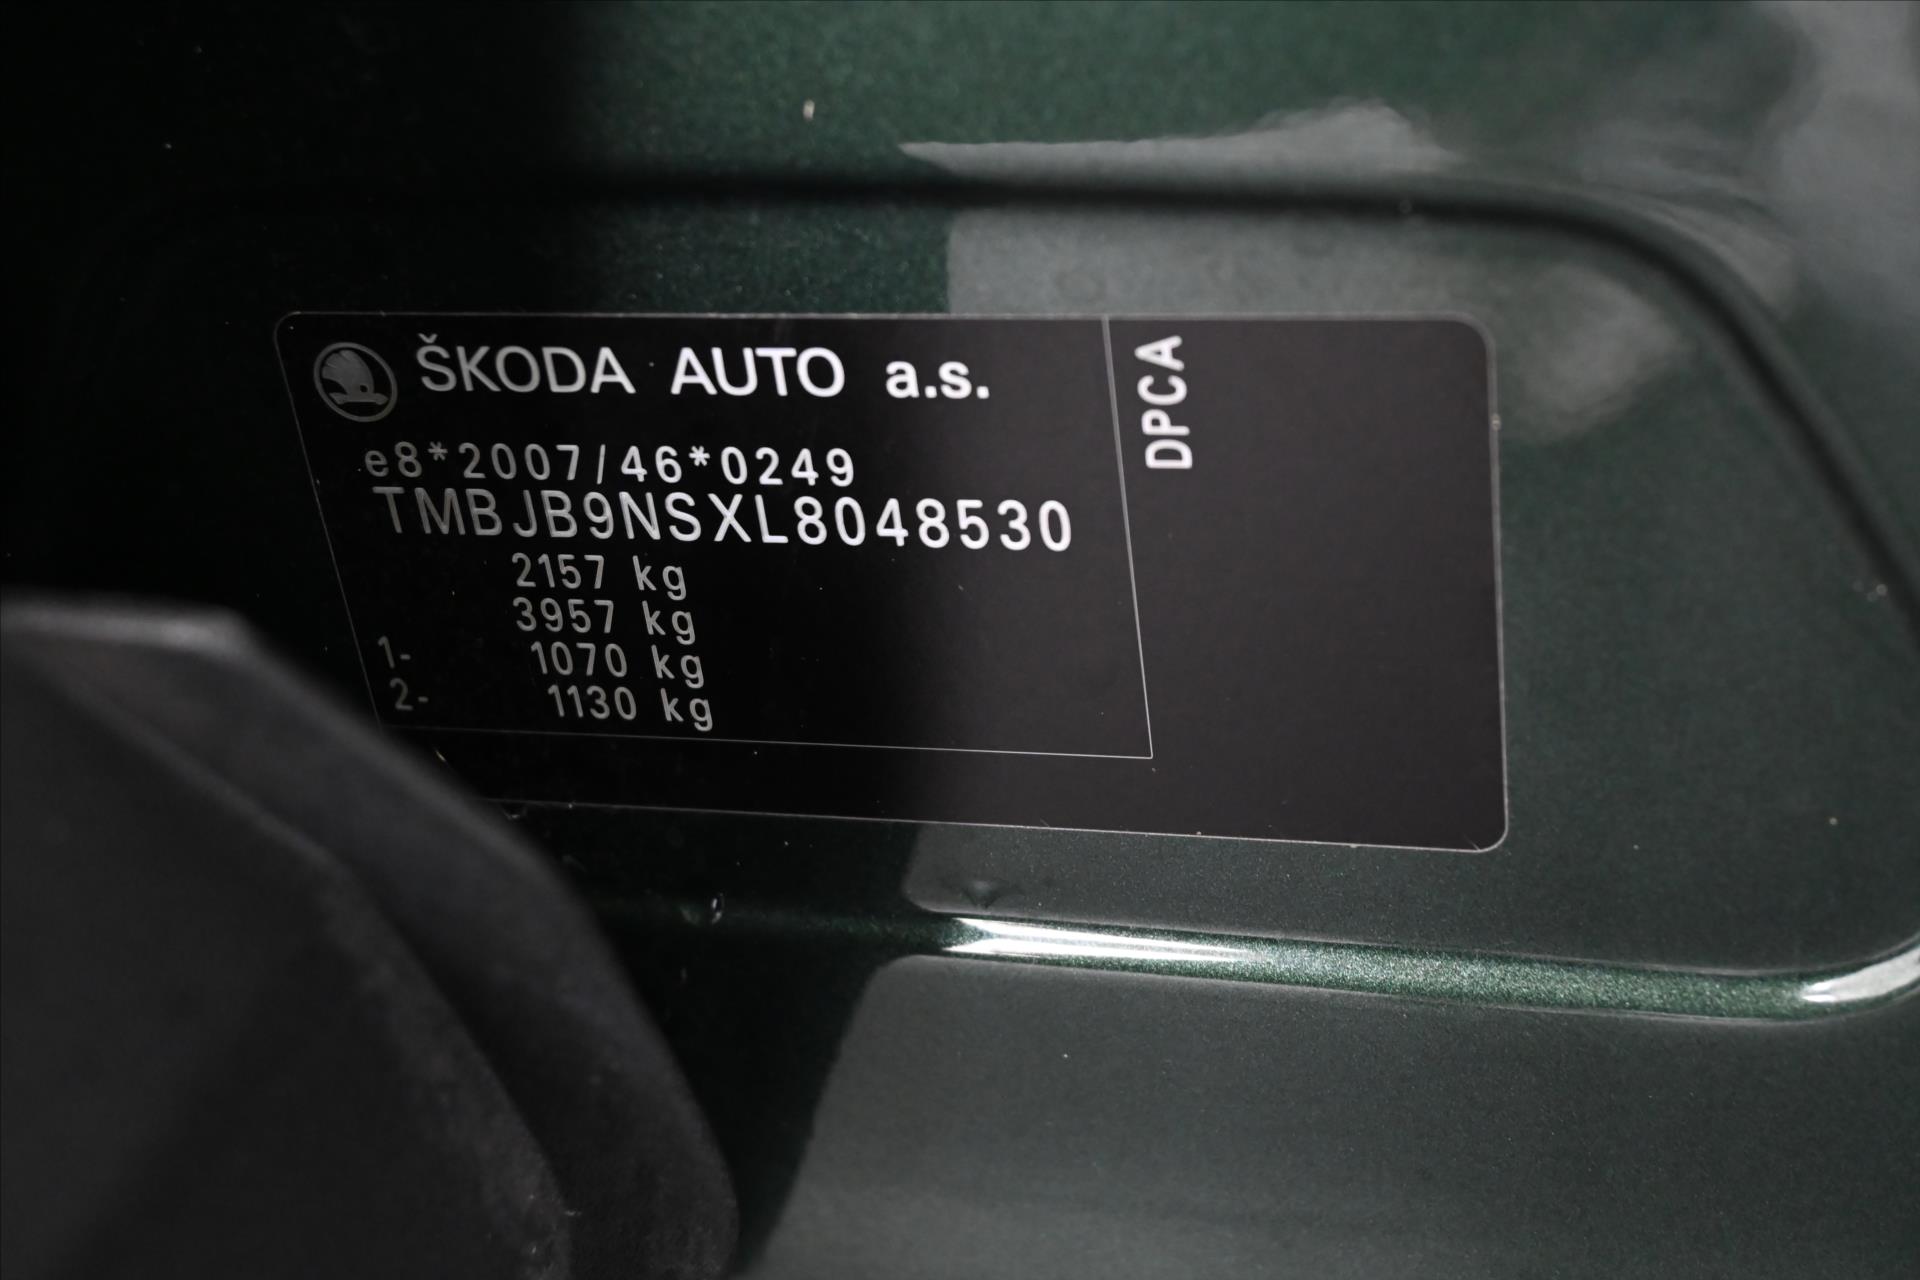 ŠKODA AUTO a.s.
e8*2007/46*0249
TMBJB9NSXL8048530
2157 kg
3957 kg
1- 1070 kg
2- 1130 kg
DPCA